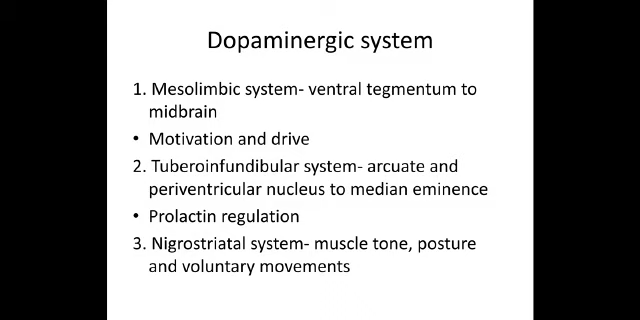 Dopaminergic system
1. Mesolimbic system- ventral tegmentum to
midbrain
• Motivation and drive
2. Tuberoinfundibular system- arcuate and
periventricular nucleus to median eminence
• Prolactin regulation
3. Nigrostriatal system- muscle tone, posture
and voluntary movements